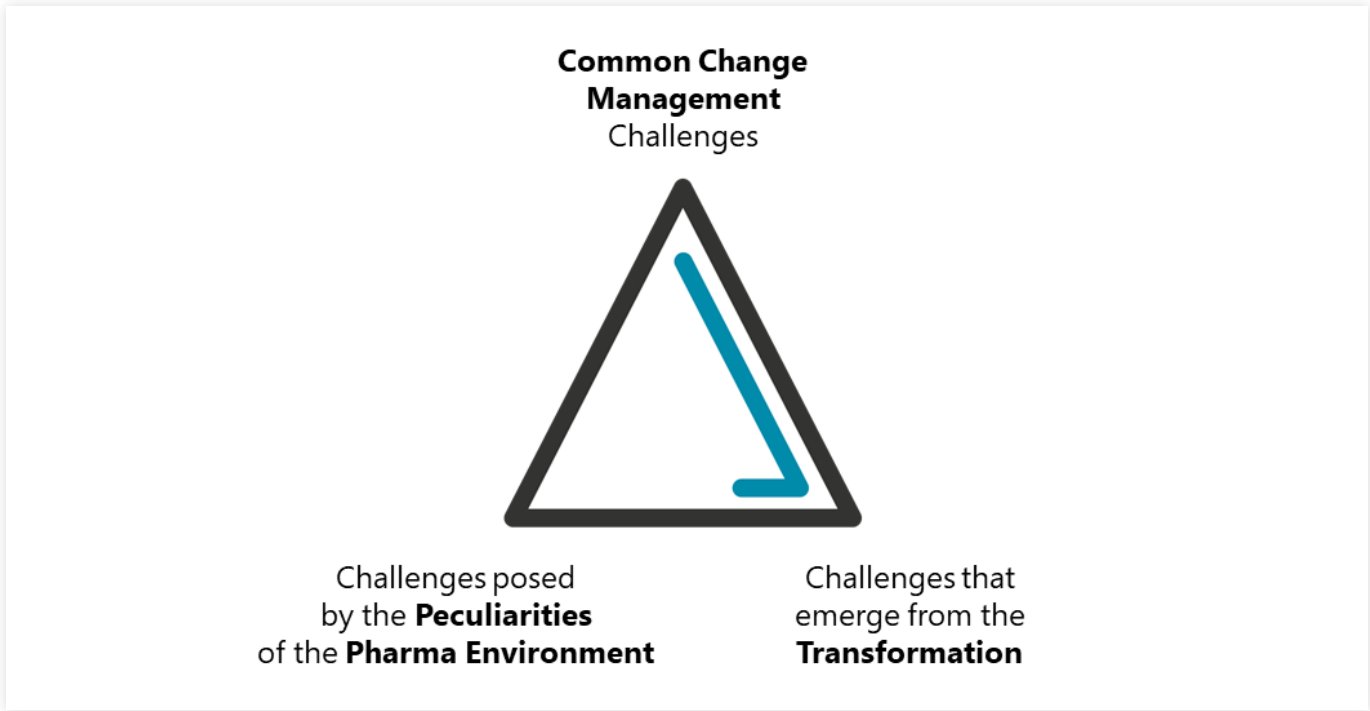 Common Change
Management
Challenges
Challenges posed
by the Peculiarities
of the Pharma Environment
Challenges that
emerge from the
Transformation